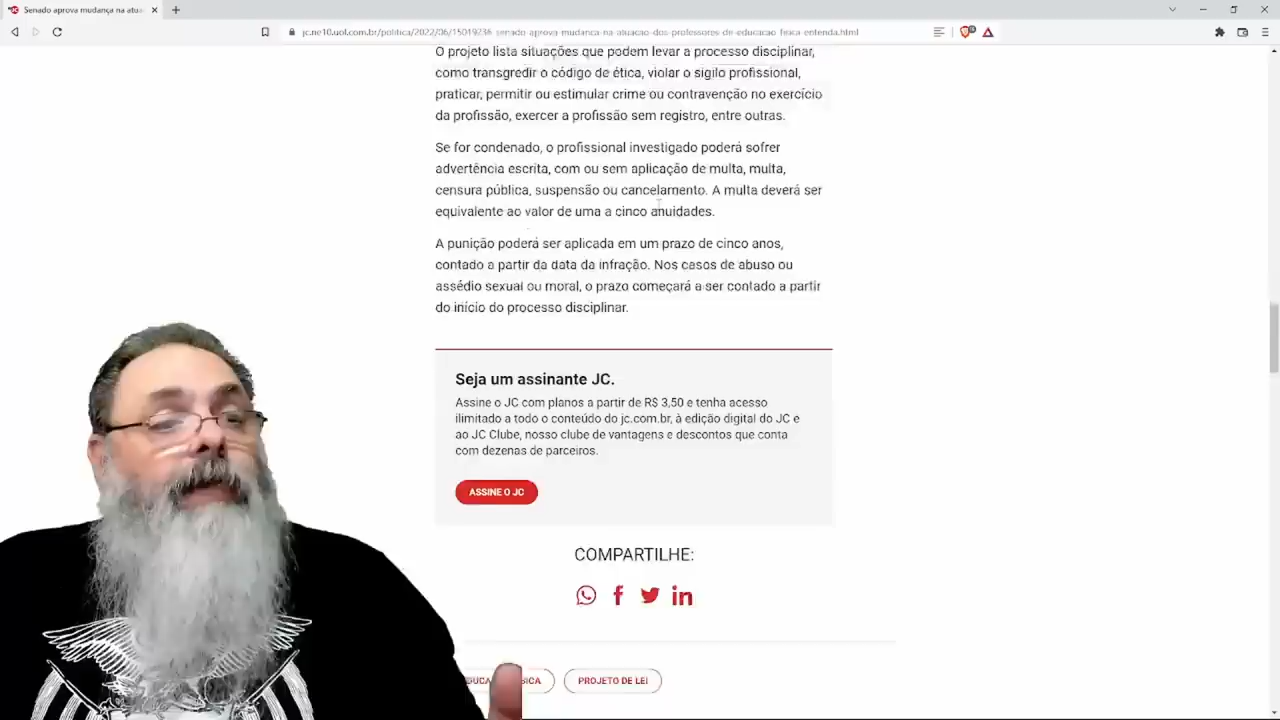 Senado aprova mudança na atua
jc.ne10.uol.com.br/politica/2022/06/15019236-senado-aprova-mudanca-na-atuacao-dos-professores-de-educacao-fisica-entenda.html
O projeto lista situações que podem levar a processo disciplinar,
como transgredir o código de ética, violar o sigilo profissional,
praticar, permitir ou estimular crime ou contravenção no exercício
da profissão, exercer a profissão sem registro, entre outras.
Se for condenado, o profissional investigado poderá sofrer
advertência escrita, com ou sem aplicação de multa, multa,
censura pública, suspensão ou cancelamento. A multa deverá ser
equivalente ao valor de uma a cinco anuidades.
A punição poderá ser aplicada em um prazo de cinco anos,
contado a partir da data da infração. Nos casos de abuso ou
assédio sexual ou moral, o prazo começará a ser contado a partir
do início do processo disciplinar.
Seja um assinante JC.
Assine o JC com planos a partir de R$ 3,50 e tenha acesso
ilimitado a todo o conteúdo do jc.com.br, à edição digital do JC e
ao JC Clube, nosso clube de vantagens e descontos que conta
com dezenas de parceiros.
ASSINE O JC
COMPARTILHE:
PROJETO DE LEI